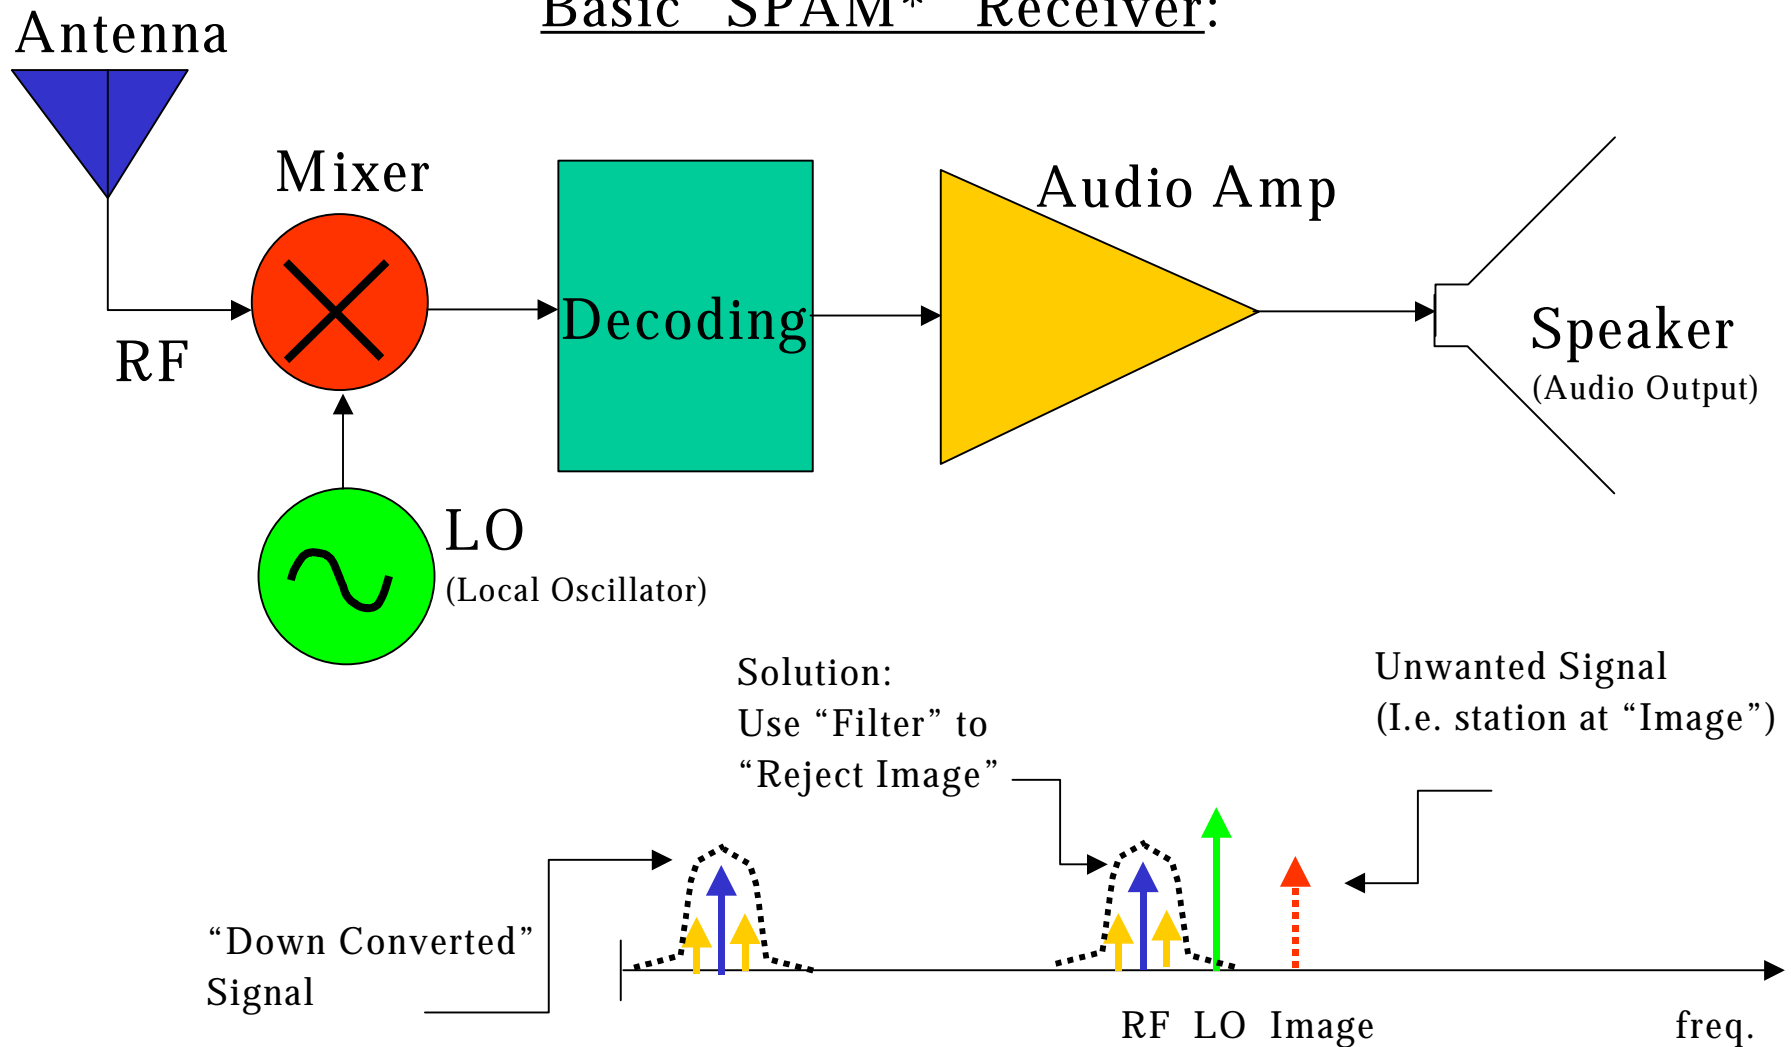 Basic "SPAM*" Receiver:
Antenna
Mixer
Audio Amp
Decoding
RF
Speaker
(Audio Output)
LO
(Local Oscillator)
Solution:
Use “Filter” to
“Reject Image”
Unwanted Signal
(I.e. station at “Image”)
“Down Converted”
Signal
RF LO Image
freq.